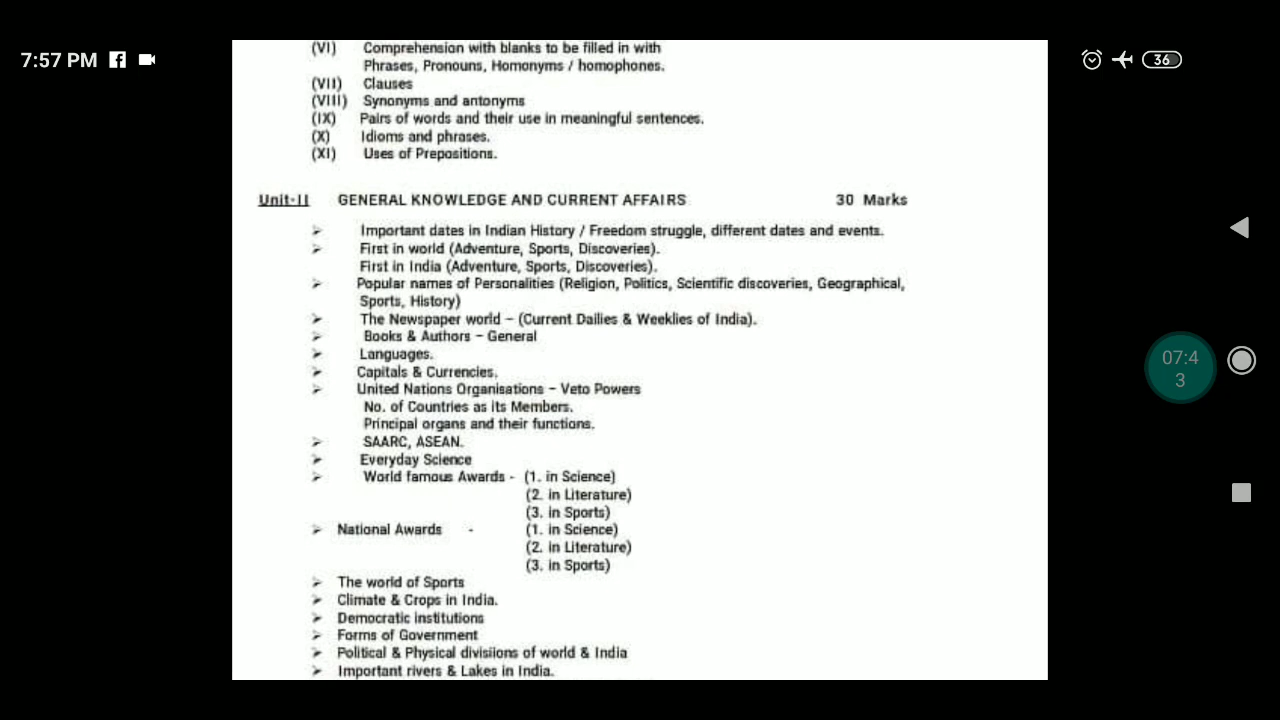 7:57 PM
36
(VI) Comprehension with blanks to be filled in with
Phrases, Pronouns, Homonyms / homophones.
(VII) Clauses
(VIII) Synonyms and antonyms
(IX) Pairs of words and their use in meaningful sentences.
(X) Idioms and phrases.
(XI) Uses of Prepositions.
Unit-II GENERAL KNOWLEDGE AND CURRENT AFFAIRS 30 Marks
➢ Important dates in Indian History / Freedom struggle, different dates and events.
➢ First in world (Adventure, Sports, Discoveries).
First in India (Adventure, Sports, Discoveries).
➢ Popular names of Personalities (Religion, Politics, Scientific discoveries, Geographical,
Sports, History)
➢ The Newspaper world – (Current Dailies & Weeklies of India).
➢ Books & Authors – General
➢ Languages.
➢ Capitals & Currencies.
➢ United Nations Organisations – Veto Powers
No. of Countries as its Members.
Principal organs and their functions.
➢ SAARC, ASEAN.
➢ Everyday Science
➢ World famous Awards - (1. in Science)
(2. in Literature)
(3. in Sports)
➢ National Awards - (1. in Science)
(2. in Literature)
(3. in Sports)
➢ The world of Sports
➢ Climate & Crops in India.
➢ Democratic institutions
➢ Forms of Government
➢ Political & Physical divisiions of world & India
➢ Important rivers & Lakes in India.
07:4
3